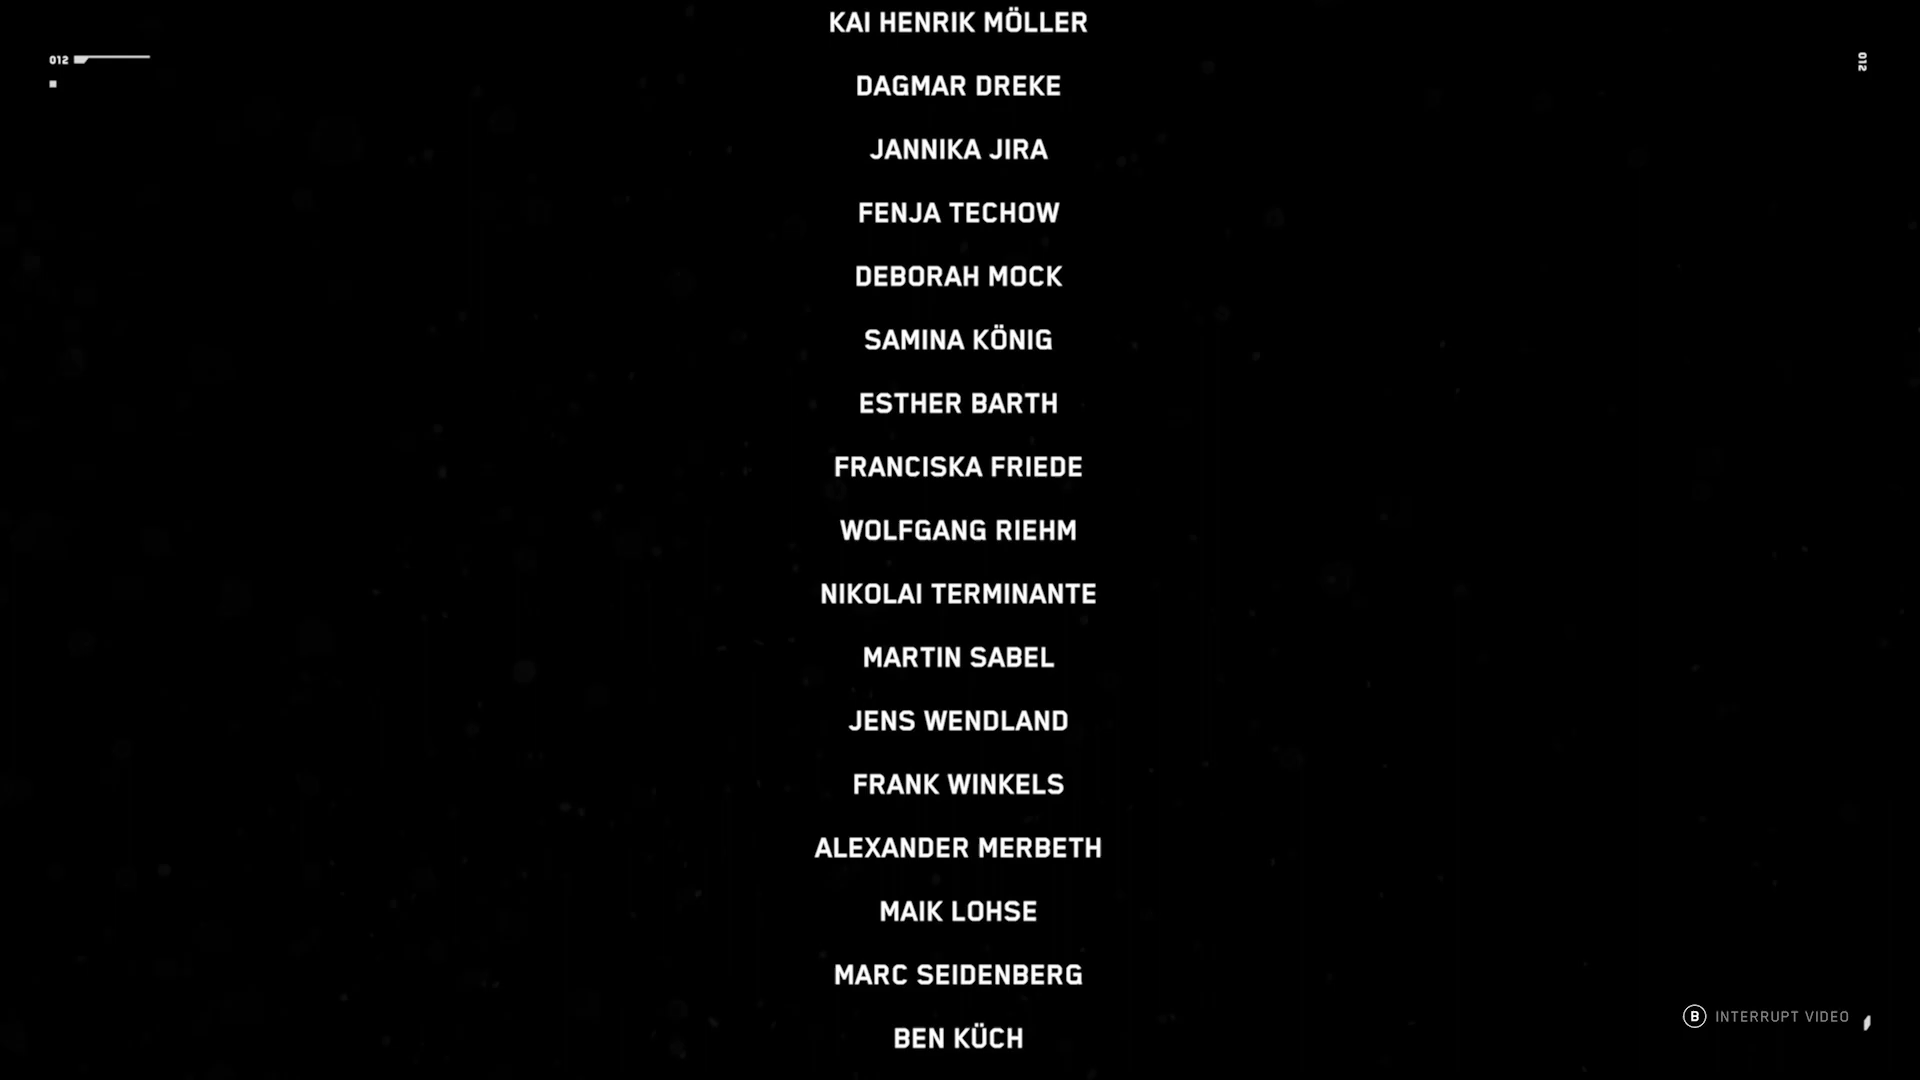 KAI HENRIK MÖLLER
012
012
DAGMAR DREKE
JANNIKA JIRA
FENJA TECHOW
DEBORAH MOCK
SAMINA KÖNIG
ESTHER BARTH
FRANCISKA FRIEDE
WOLFGANG RIEHM
NIKOLAI TERMINANTE
MARTIN SABEL
JENS WENDLAND
FRANK WINKELS
ALEXANDER MERBETH
MAIK LOHSE
MARC SEIDENBERG
B INTERRUPT VIDEO
BEN KÜCH